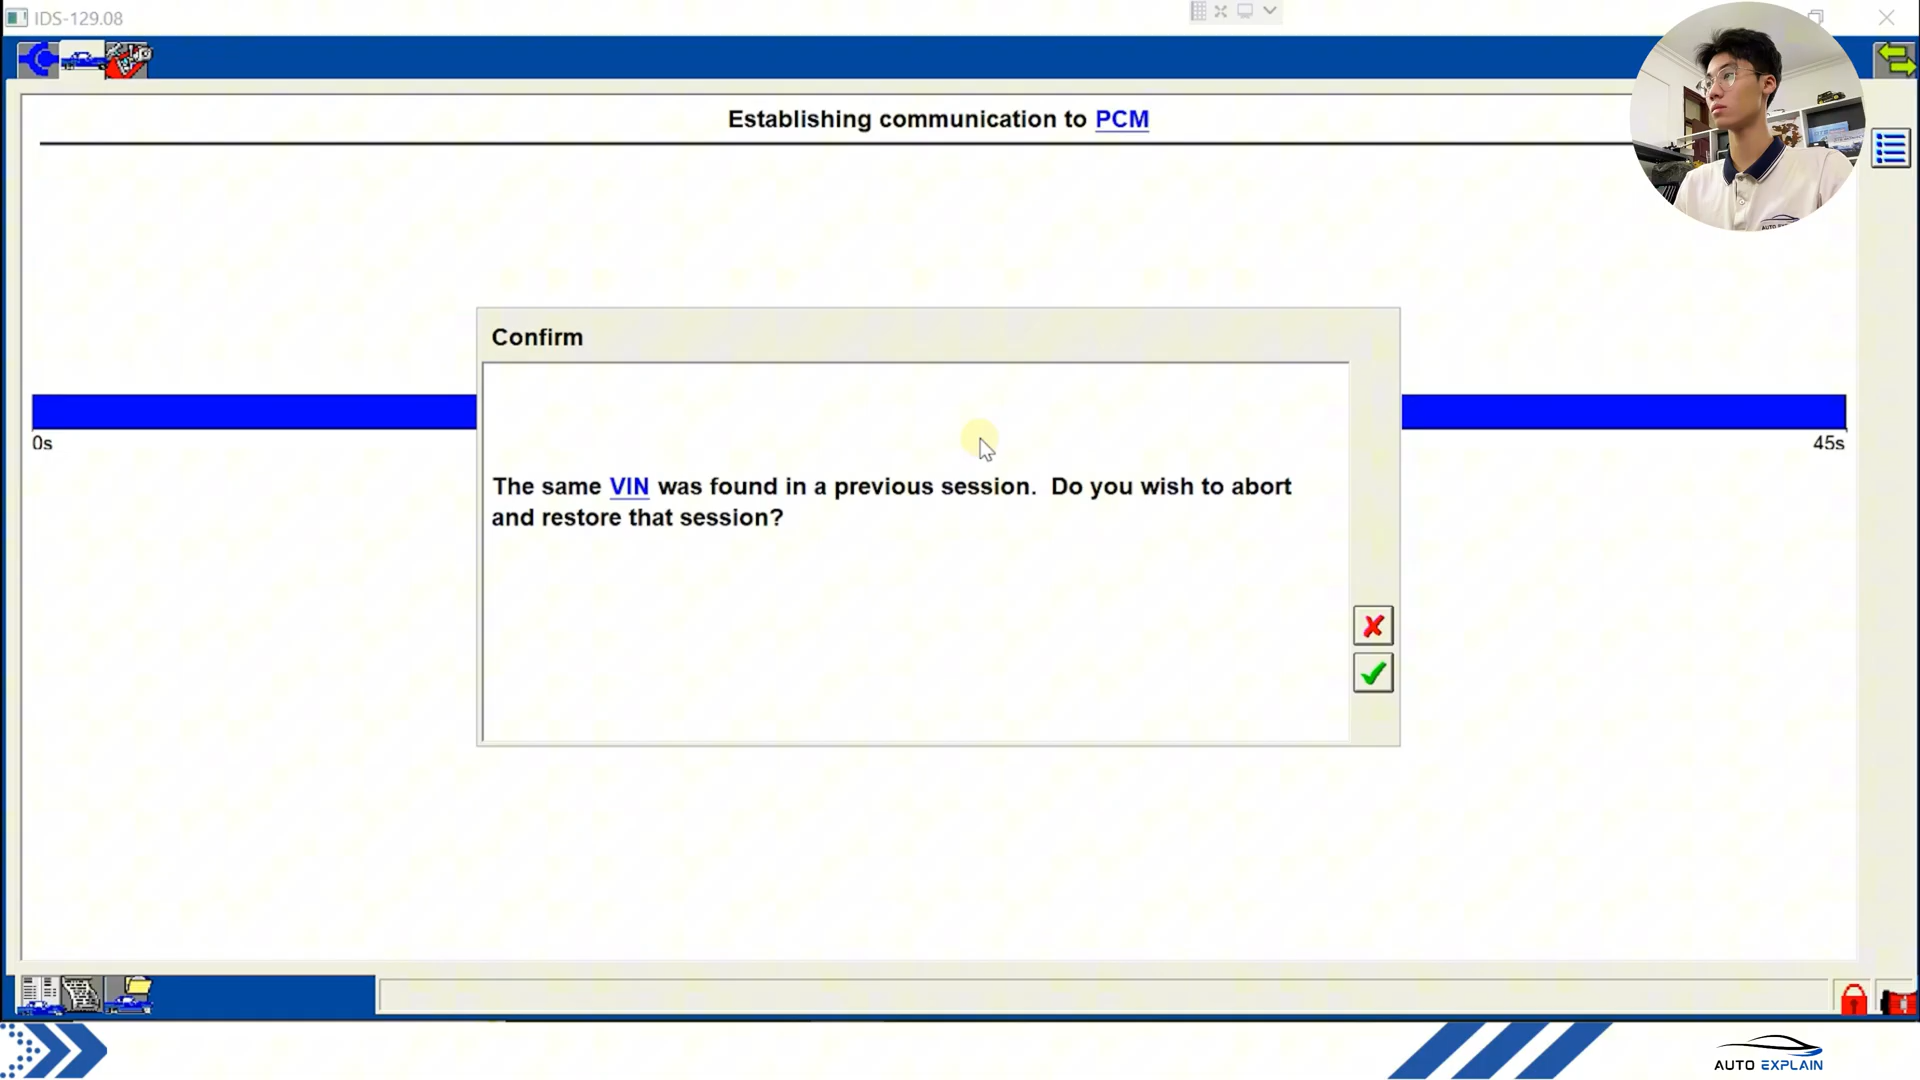 IDS-129.08
Establishing communication to PCM
Confirm
0s
45s
The same VIN was found in a previous session. Do you wish to abort
and restore that session?
AUTO EXPLAIN